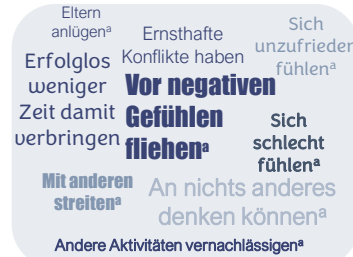 Eltern
anlügenᵃ
Ernsthafte
Konflikte haben
Sich
unzufrieden
fühlenᵃ
Erfolglos
weniger
Zeit damit
verbringen
Vor negativen
Gefühlen
fliehenᵃ
Sich
schlecht
fühlenᵃ
Mit anderen
streitenᵃ
An nichts anderes
denken könnenᵃ
Andere Aktivitäten vernachlässigenᵃ